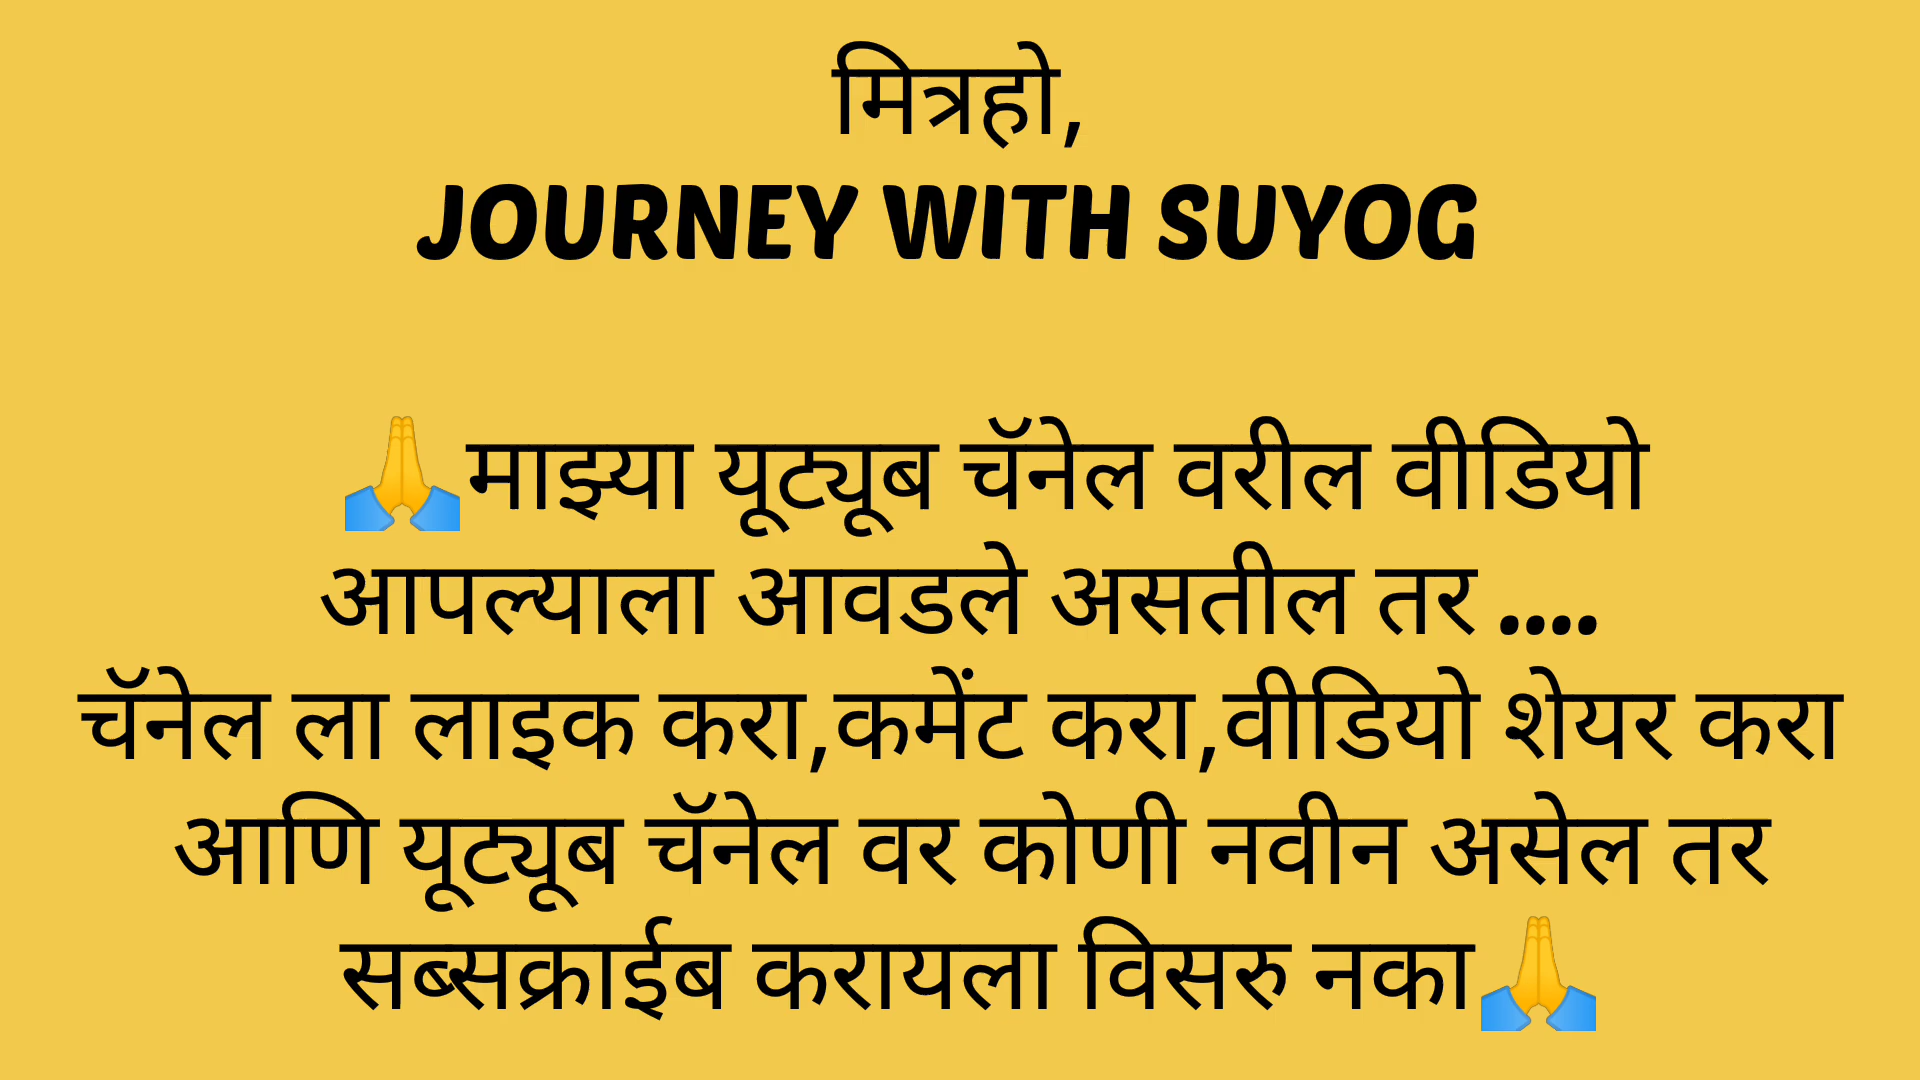 मित्रहो,
JOURNEY WITH SUYOG
🙏माझ्या यूट्यूब चॅनेल वरील वीडियो
आपल्याला आवडले असतील तर ....
चॅनेल ला लाइक करा,कमेंट करा,वीडियो शेयर करा
आणि यूट्यूब चॅनेल वर कोणी नवीन असेल तर
सब्सक्राईब करायला विसरु नका🙏